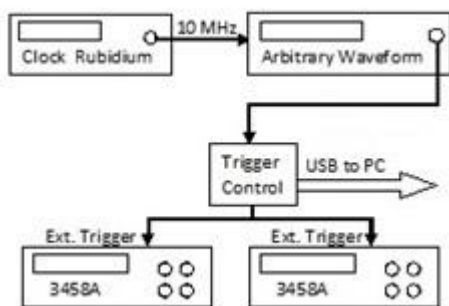 10 MHz
Clock Rubidium
Arbitrary Waveform
Trigger
Control
USB to PC
Ext. Trigger
Ext. Trigger
3458A
3458A